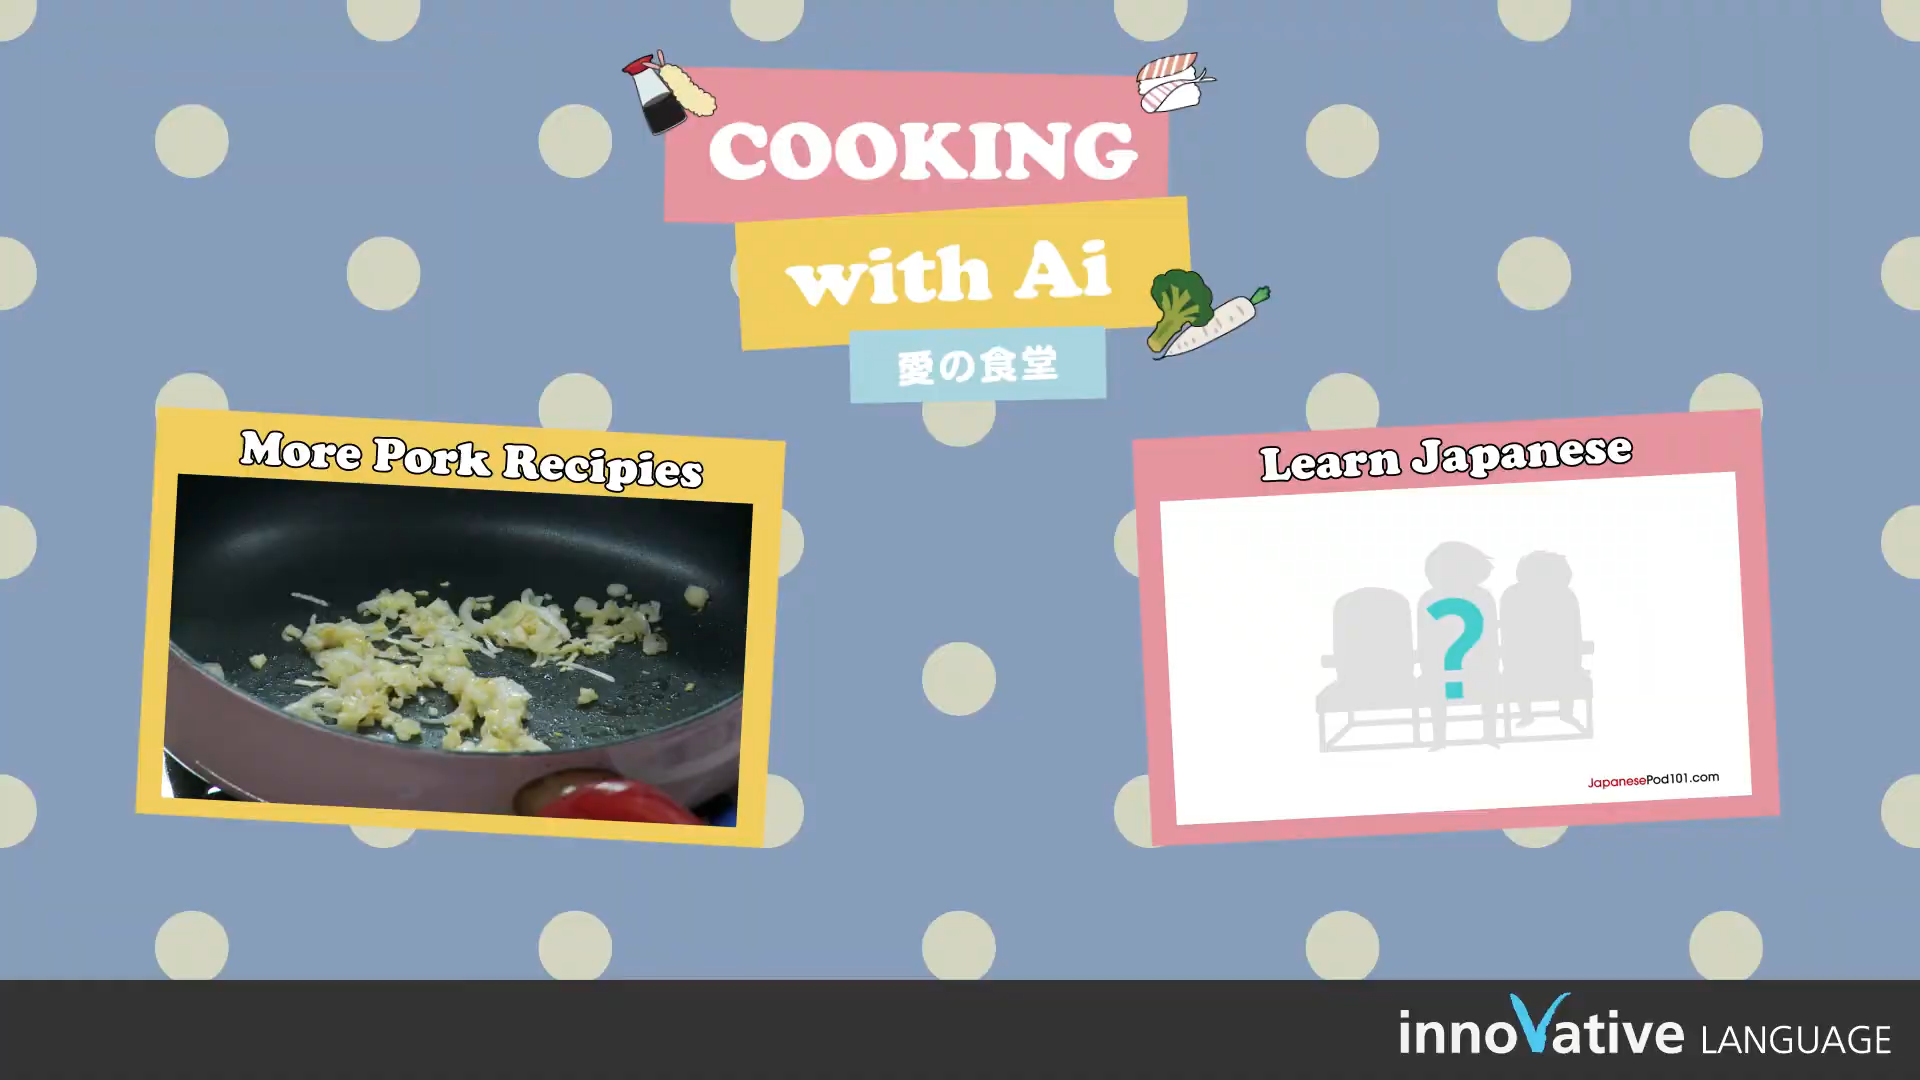 COOKING
with Ai
愛の食堂
More Pork Recipies
Learn Japanese
?
JapanesePod101.com
innoVative LANGUAGE